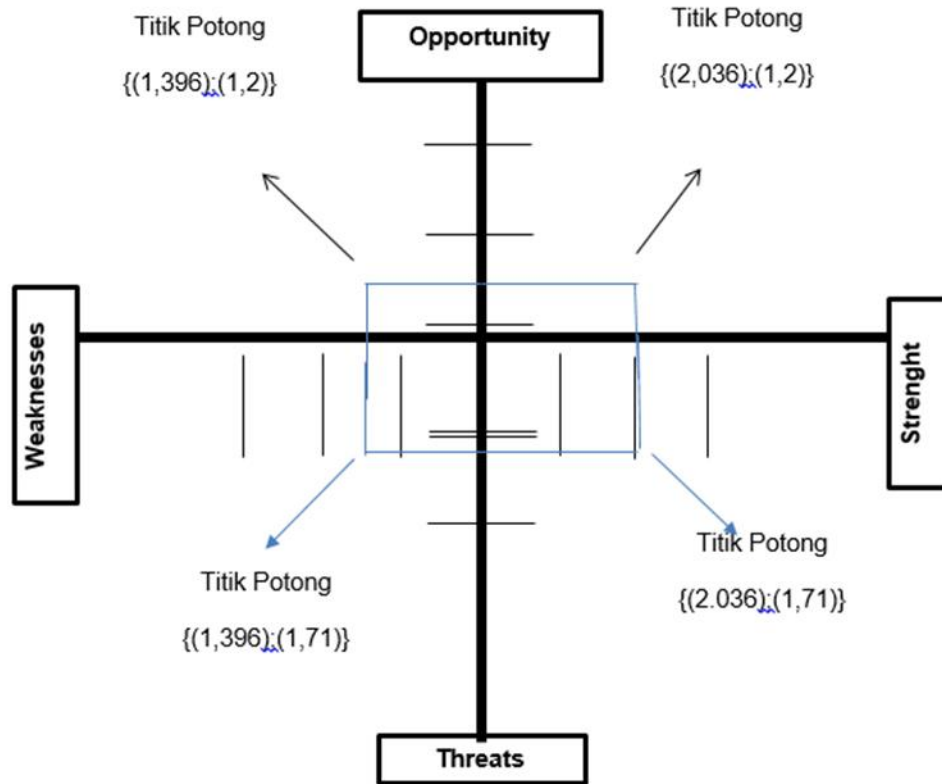 Titik Potong
{(1,396);(1,2)}
Opportunity
Titik Potong
{(2,036);(1,2)}
Weaknesses
Strenght
Titik Potong
{(1,396);(1,71)}
Titik Potong
{(2.036);(1,71)}
Threats